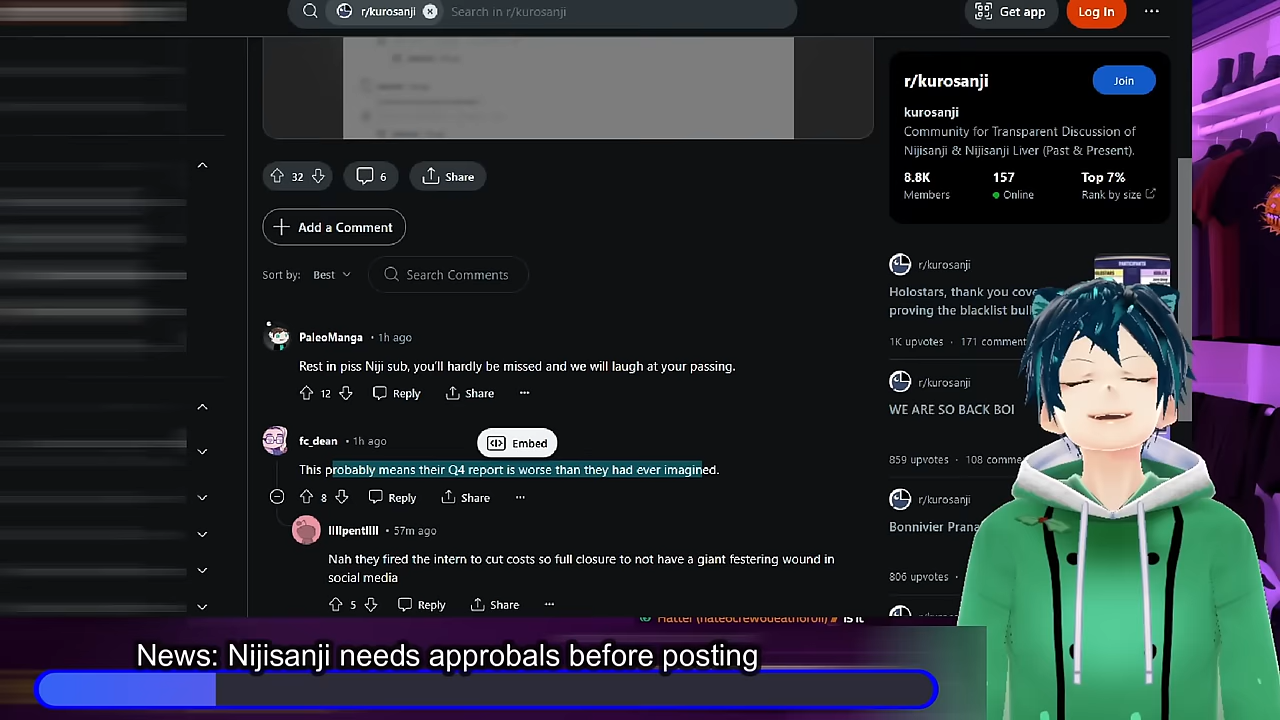 r/kurosanji
Search in r/kurosanji
Get app
Log In
r/kurosanji
Join
kurosanji
Community for Transparent Discussion of
Nijisanji & Nijisanji Liver (Past & Present).
8.8K
157
Top 7%
Members
Online
Rank by size
32
6
Share
Add a Comment
Sort by:
Best
Search Comments
PaleoManga • 1h ago
Rest in piss Niji sub, you'll hardly be missed and we will laugh at your passing.
12
Reply
Share
fc_dean • 1h ago
Embed
This probably means their Q4 report is worse than they had ever imagined.
8
Reply
Share
• 57m ago
Nah they fired the intern to cut costs so full closure to not have a giant festering wound in
social media
5
Reply
Share
r/kurosanji
PARTICIPANTS
Holostars, thank you
proving the blacklist
1K upvotes · 171
r/kurosanji
WE ARE SO BACK BOI
859 upvotes · 108
r/kurosanji
Bonnivier
806 upvotes ·
Hatter (hateocrewodeathoroll)
News: Nijisanji needs approbals before posting